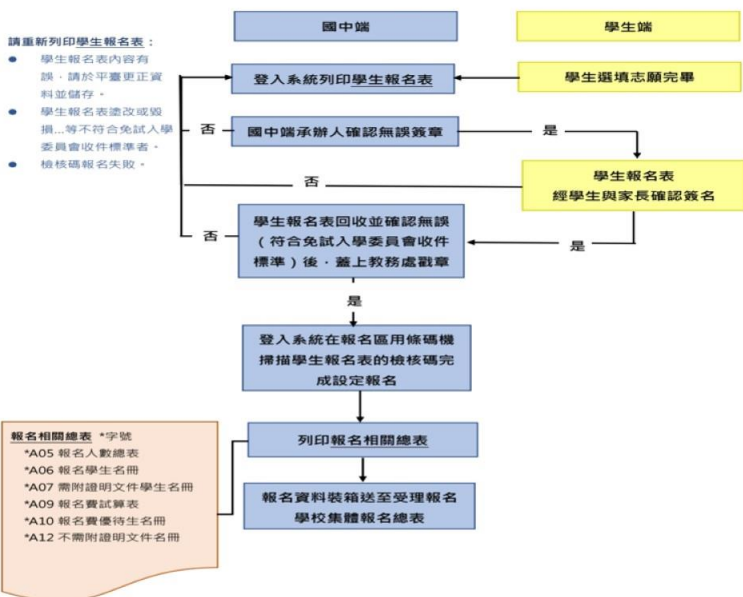 國中端
學生端
請重新列印學生報名表：
● 學生報名表內容有
誤，請於平臺更正資
料並儲存。
● 學生報名表塗改或毀
損...等不符合免試入學
委員會收件標準者。
● 檢核碼報名失敗。
登入系統列印學生報名表
學生選填志願完畢
否
國中端承辦人確認無誤簽章
是
學生報名表
經學生與家長確認簽名
否
學生報名表回收並確認無誤
（符合免試入學委員會收件
標準）後，蓋上教務處戳章
否
是
是
登入系統在報名區用條碼機
掃描學生報名表的檢核碼完
成設定報名
報名相關總表 *字號
*A05 報名人數總表
*A06 報名學生名冊
*A07 需附證明文件學生名冊
*A09 報名費試算表
*A10 報名費優待生名冊
*A12 不需附證明文件名冊
列印報名相關總表
報名資料裝箱送至受理報名
學校集體報名總表